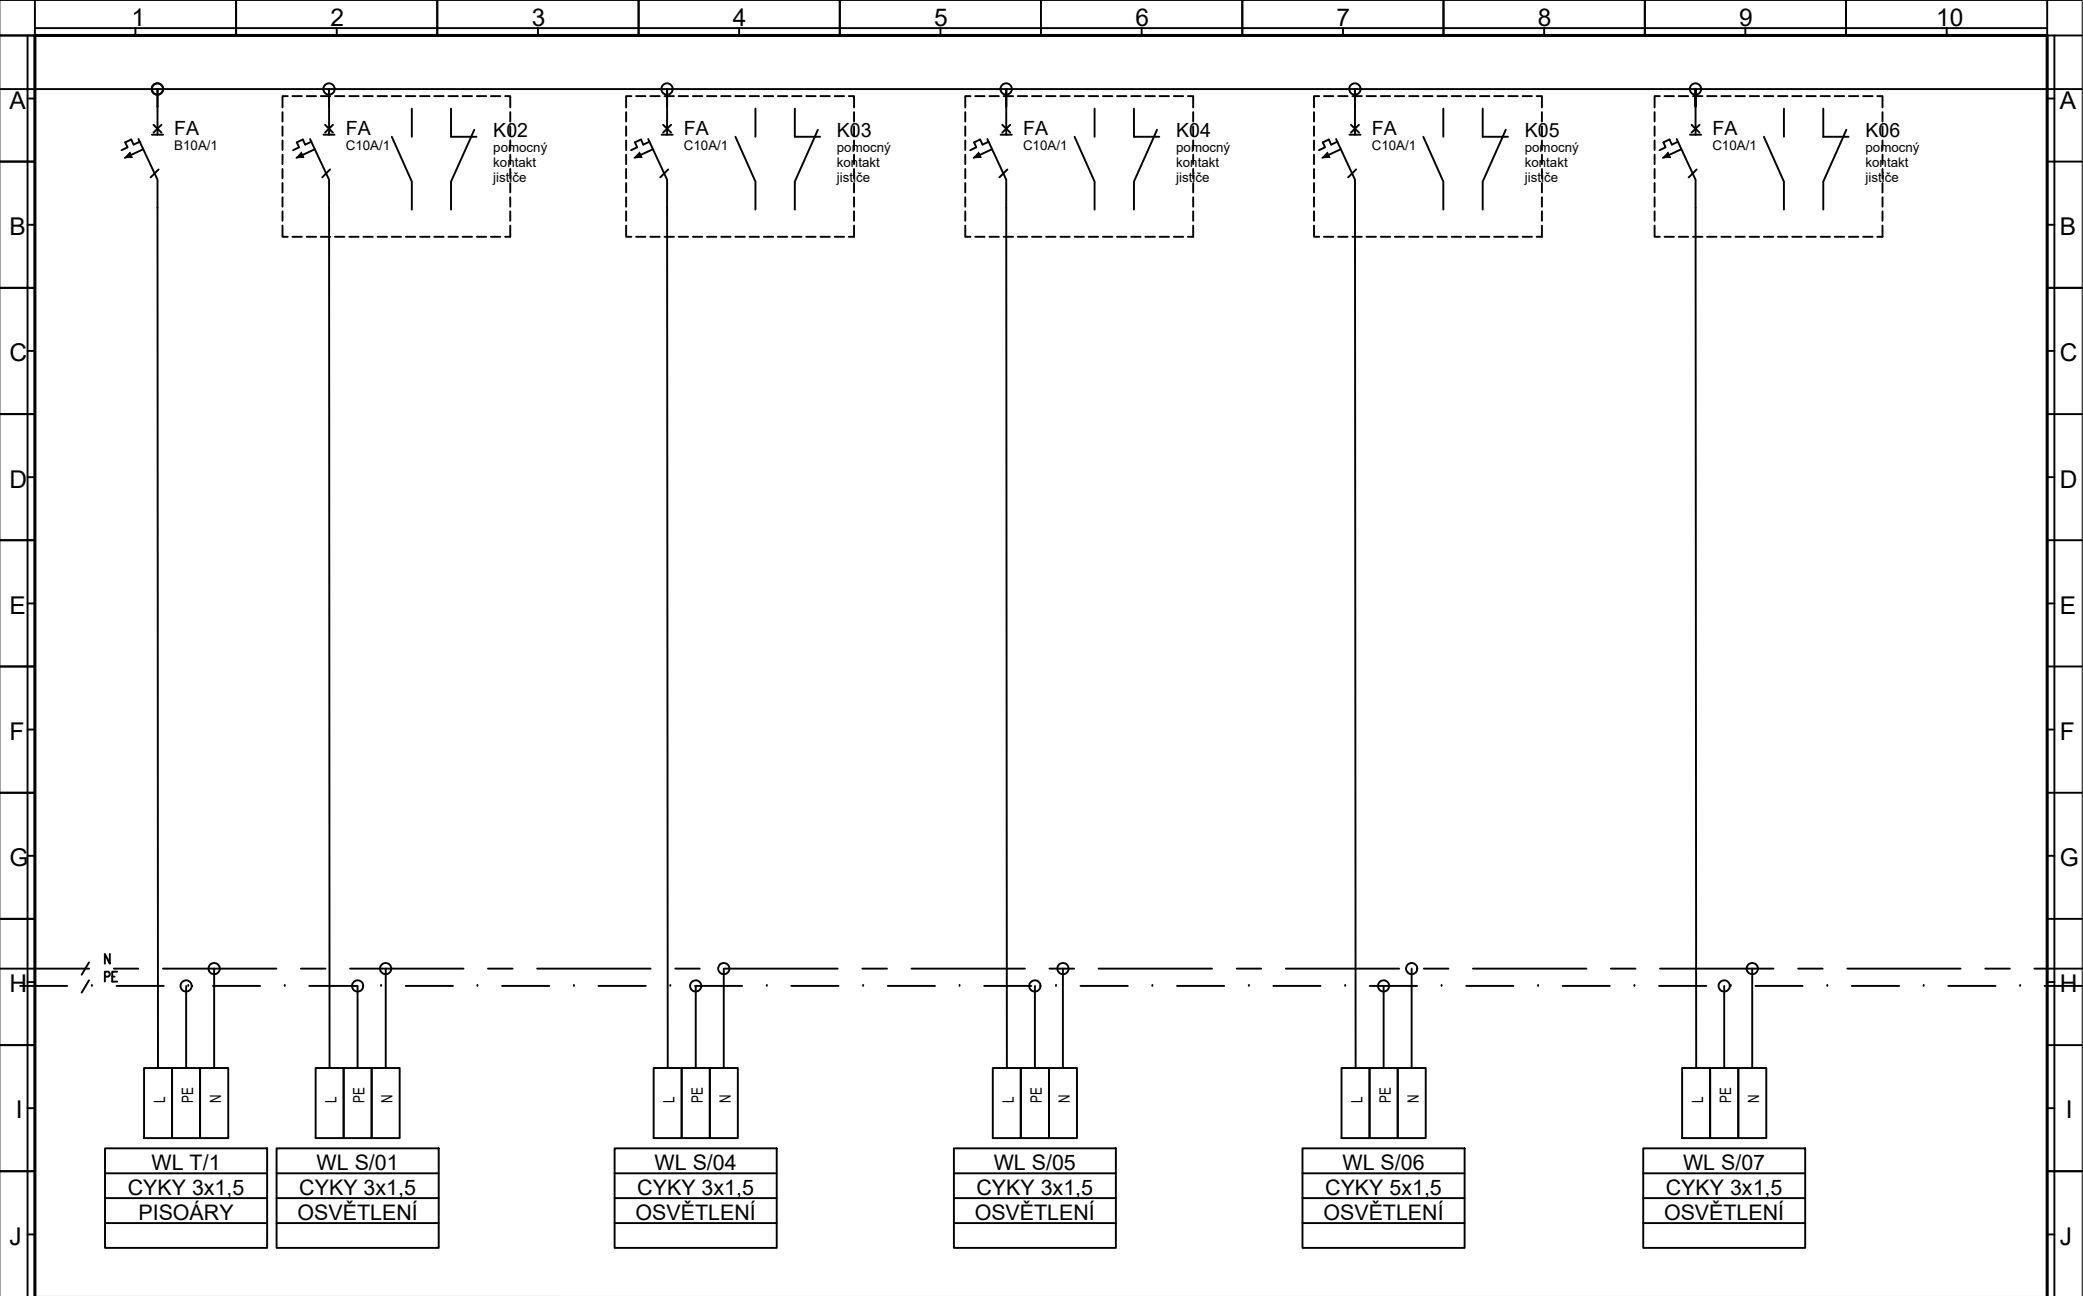 1 2 3 4 5 6 7 8 9 10
A A
FA
B10A/1
FA
C10A/1
K02
pomocný
kontakt
jističe
FA
C10A/1
K03
pomocný
kontakt
jističe
FA
C10A/1
K04
pomocný
kontakt
jističe
FA
C10A/1
K05
pomocný
kontakt
jističe
FA
C10A/1
K06
pomocný
kontakt
jističe
B B
C C
D D
E E
F F
G G
N
PE
H H
L PE N L PE N L PE N L PE N L PE N L PE N
I I
WL T/1
CYKY 3x1,5
PISOÁRY
WL S/01
CYKY 3x1,5
OSVĚTLENÍ
WL S/04
CYKY 3x1,5
OSVĚTLENÍ
WL S/05
CYKY 3x1,5
OSVĚTLENÍ
WL S/06
CYKY 5x1,5
OSVĚTLENÍ
WL S/07
CYKY 3x1,5
OSVĚTLENÍ
J J